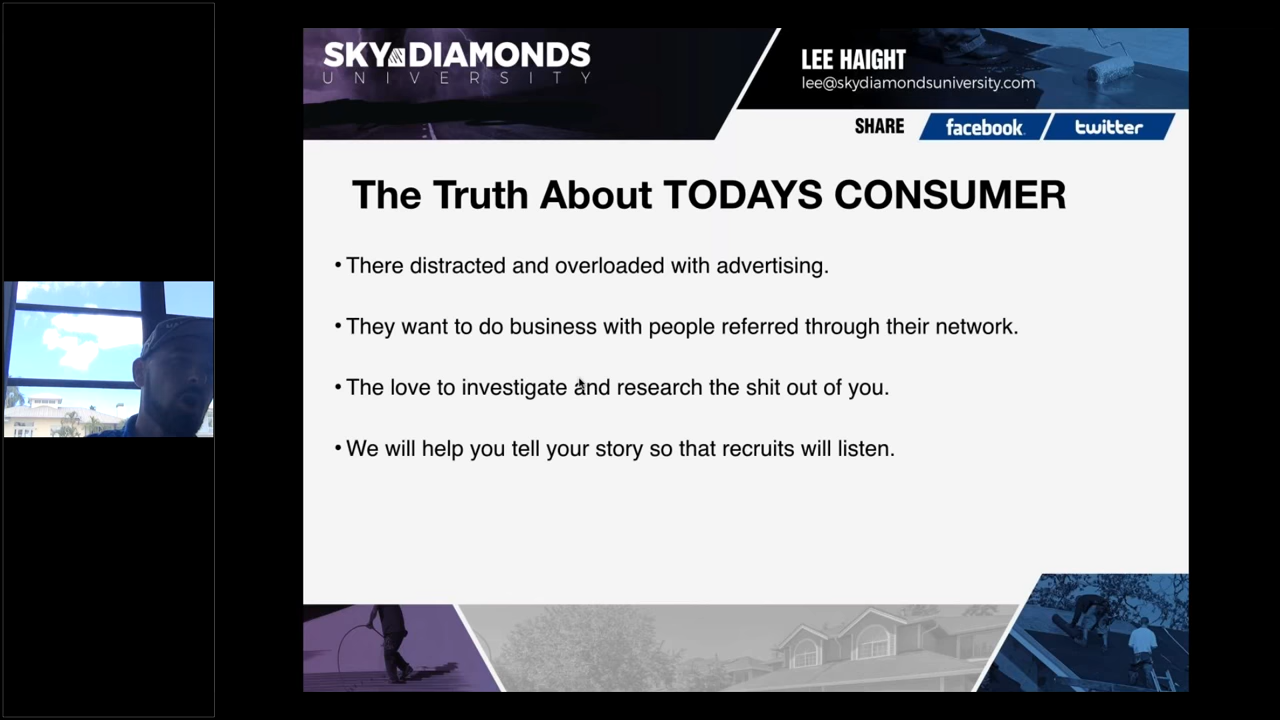 SKY DIAMONDS
UNIVERSITY
LEE HAIGHT
lee@skydiamondsuniversity.com
SHARE facebook twitter
The Truth About TODAYS CONSUMER
• There distracted and overloaded with advertising.
• They want to do business with people referred through their network.
• The love to investigate and research the shit out of you.
• We will help you tell your story so that recruits will listen.